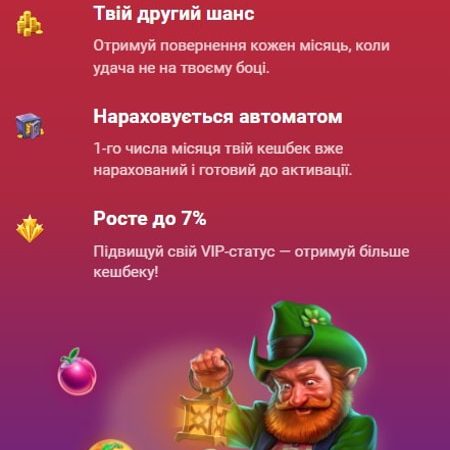 Твій другий шанс
Отримуй повернення кожен місяць, коли
удача не на твоєму боці.
Нараховується автоматом
1-го числа місяця твій кешбек вже
нарахований і готовий до активації.
Росте до 7%
Підвищуй свій VIP-статус — отримуй більше
кешбеку!